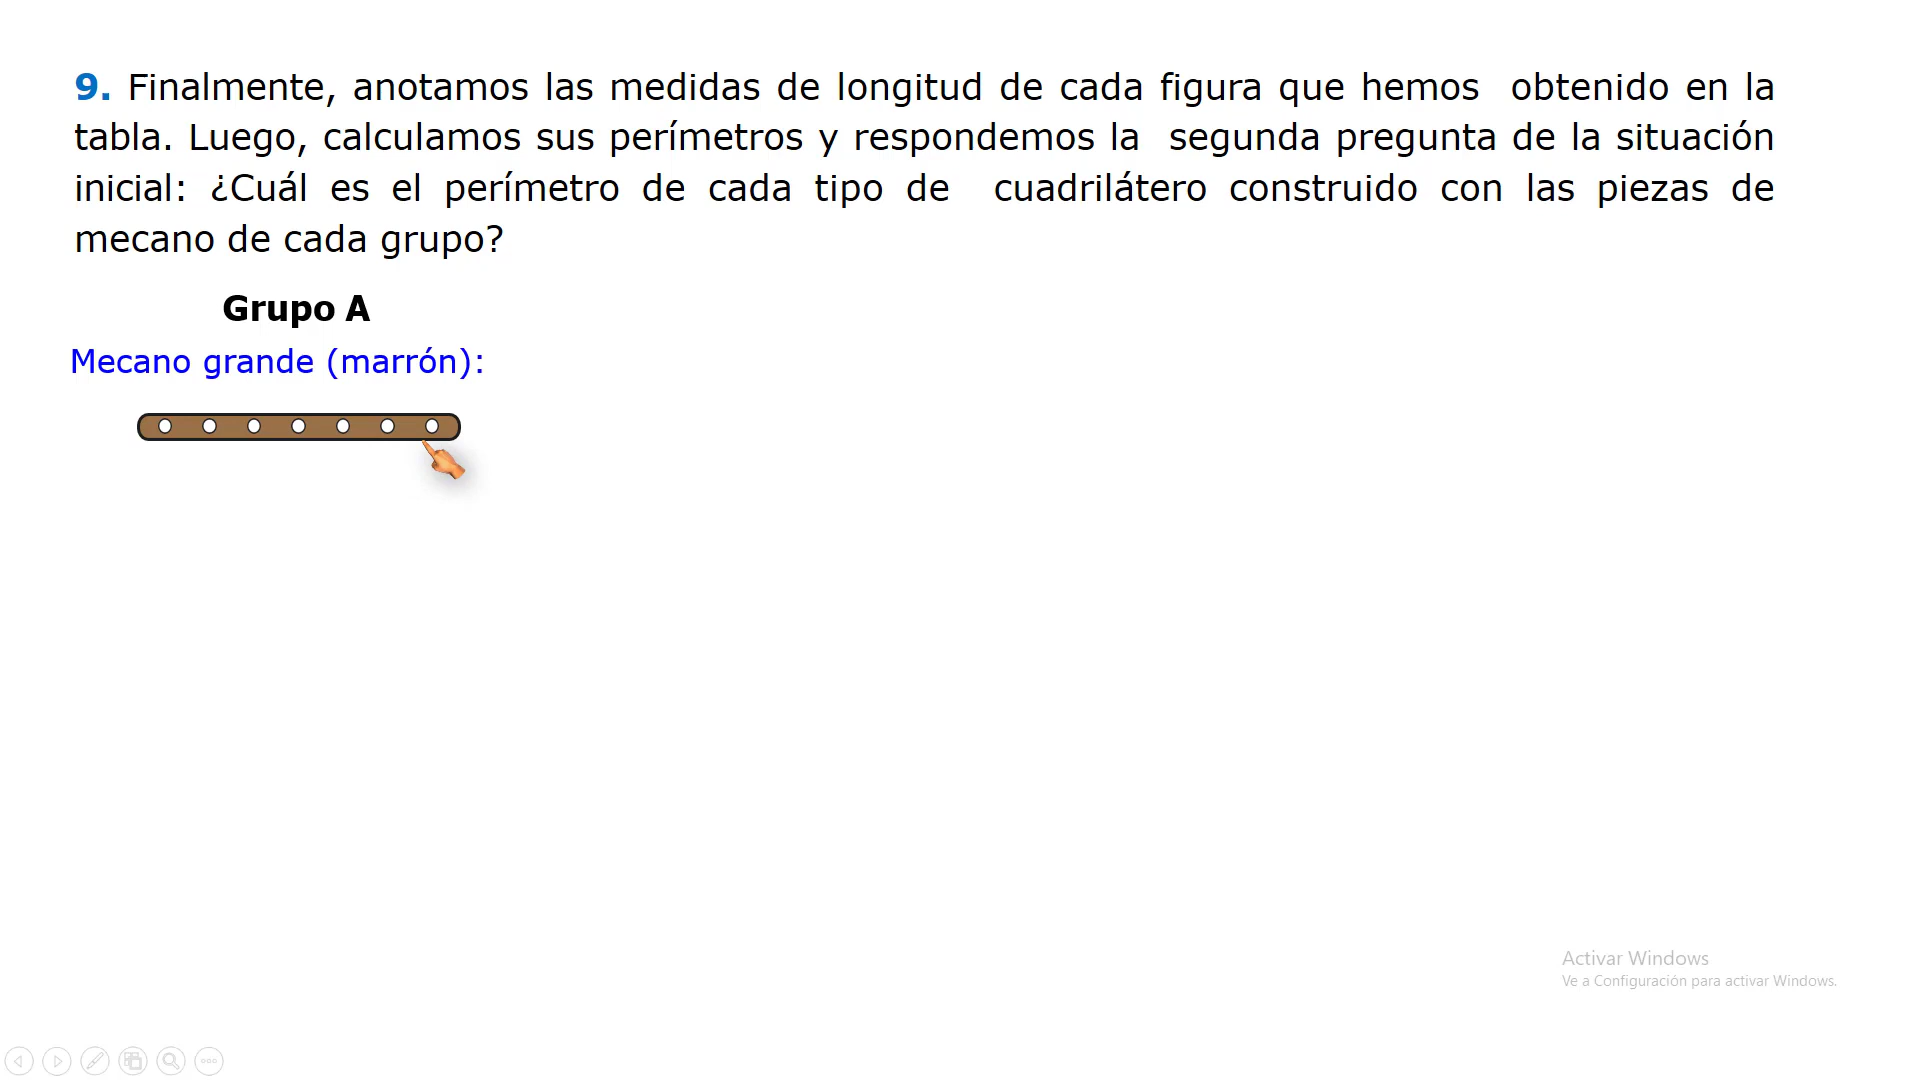 9. Finalmente, anotamos las medidas de longitud de cada figura que hemos obtenido en la
tabla. Luego, calculamos sus perímetros y respondemos la segunda pregunta de la situación
inicial: ¿Cuál es el perímetro de cada tipo de cuadrilátero construido con las piezas de
mecano de cada grupo?
Grupo A
Mecano grande (marrón):
Activar Windows
Ve a Configuración para activar Windows.